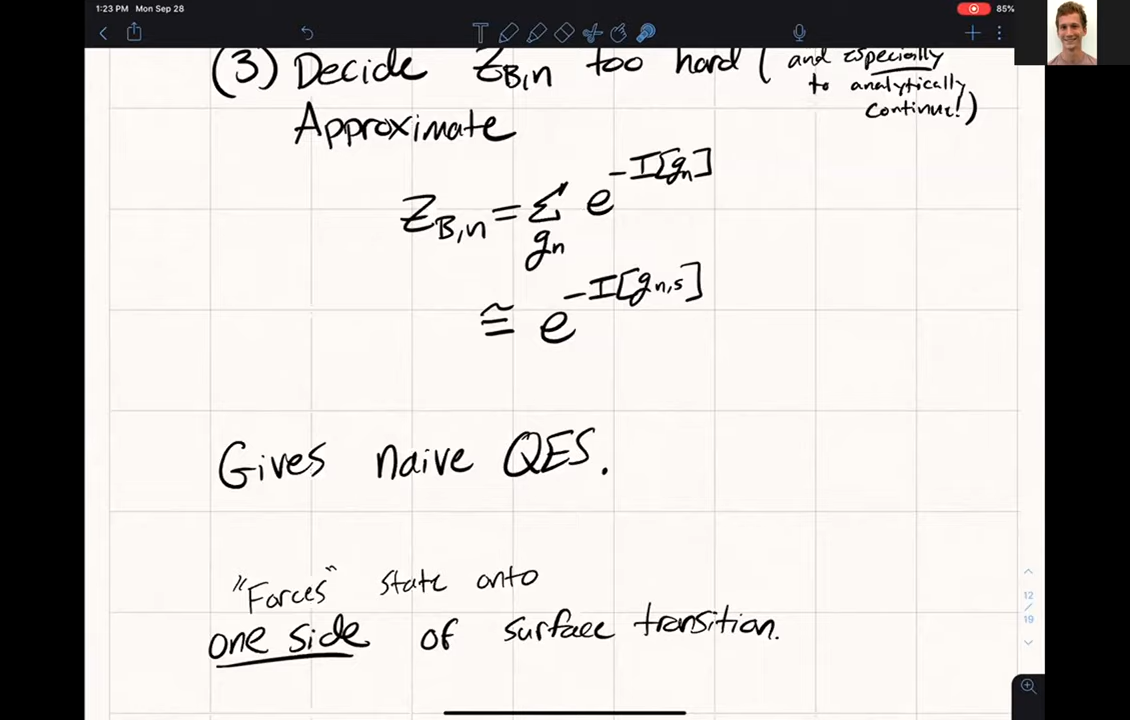 1:23 PM Mon Sep 28
85%
(3) Decide Z_{B,n} too hard (and especially
to analytically
continue!)
Approximate
Z_{B,n} = Σ_{g_n} e^{-I[g_n]}
≅ e^{-I[g_{n,s}]}
Gives naive QES.
"Forces" state onto
one side of surface transition.
12
/
19